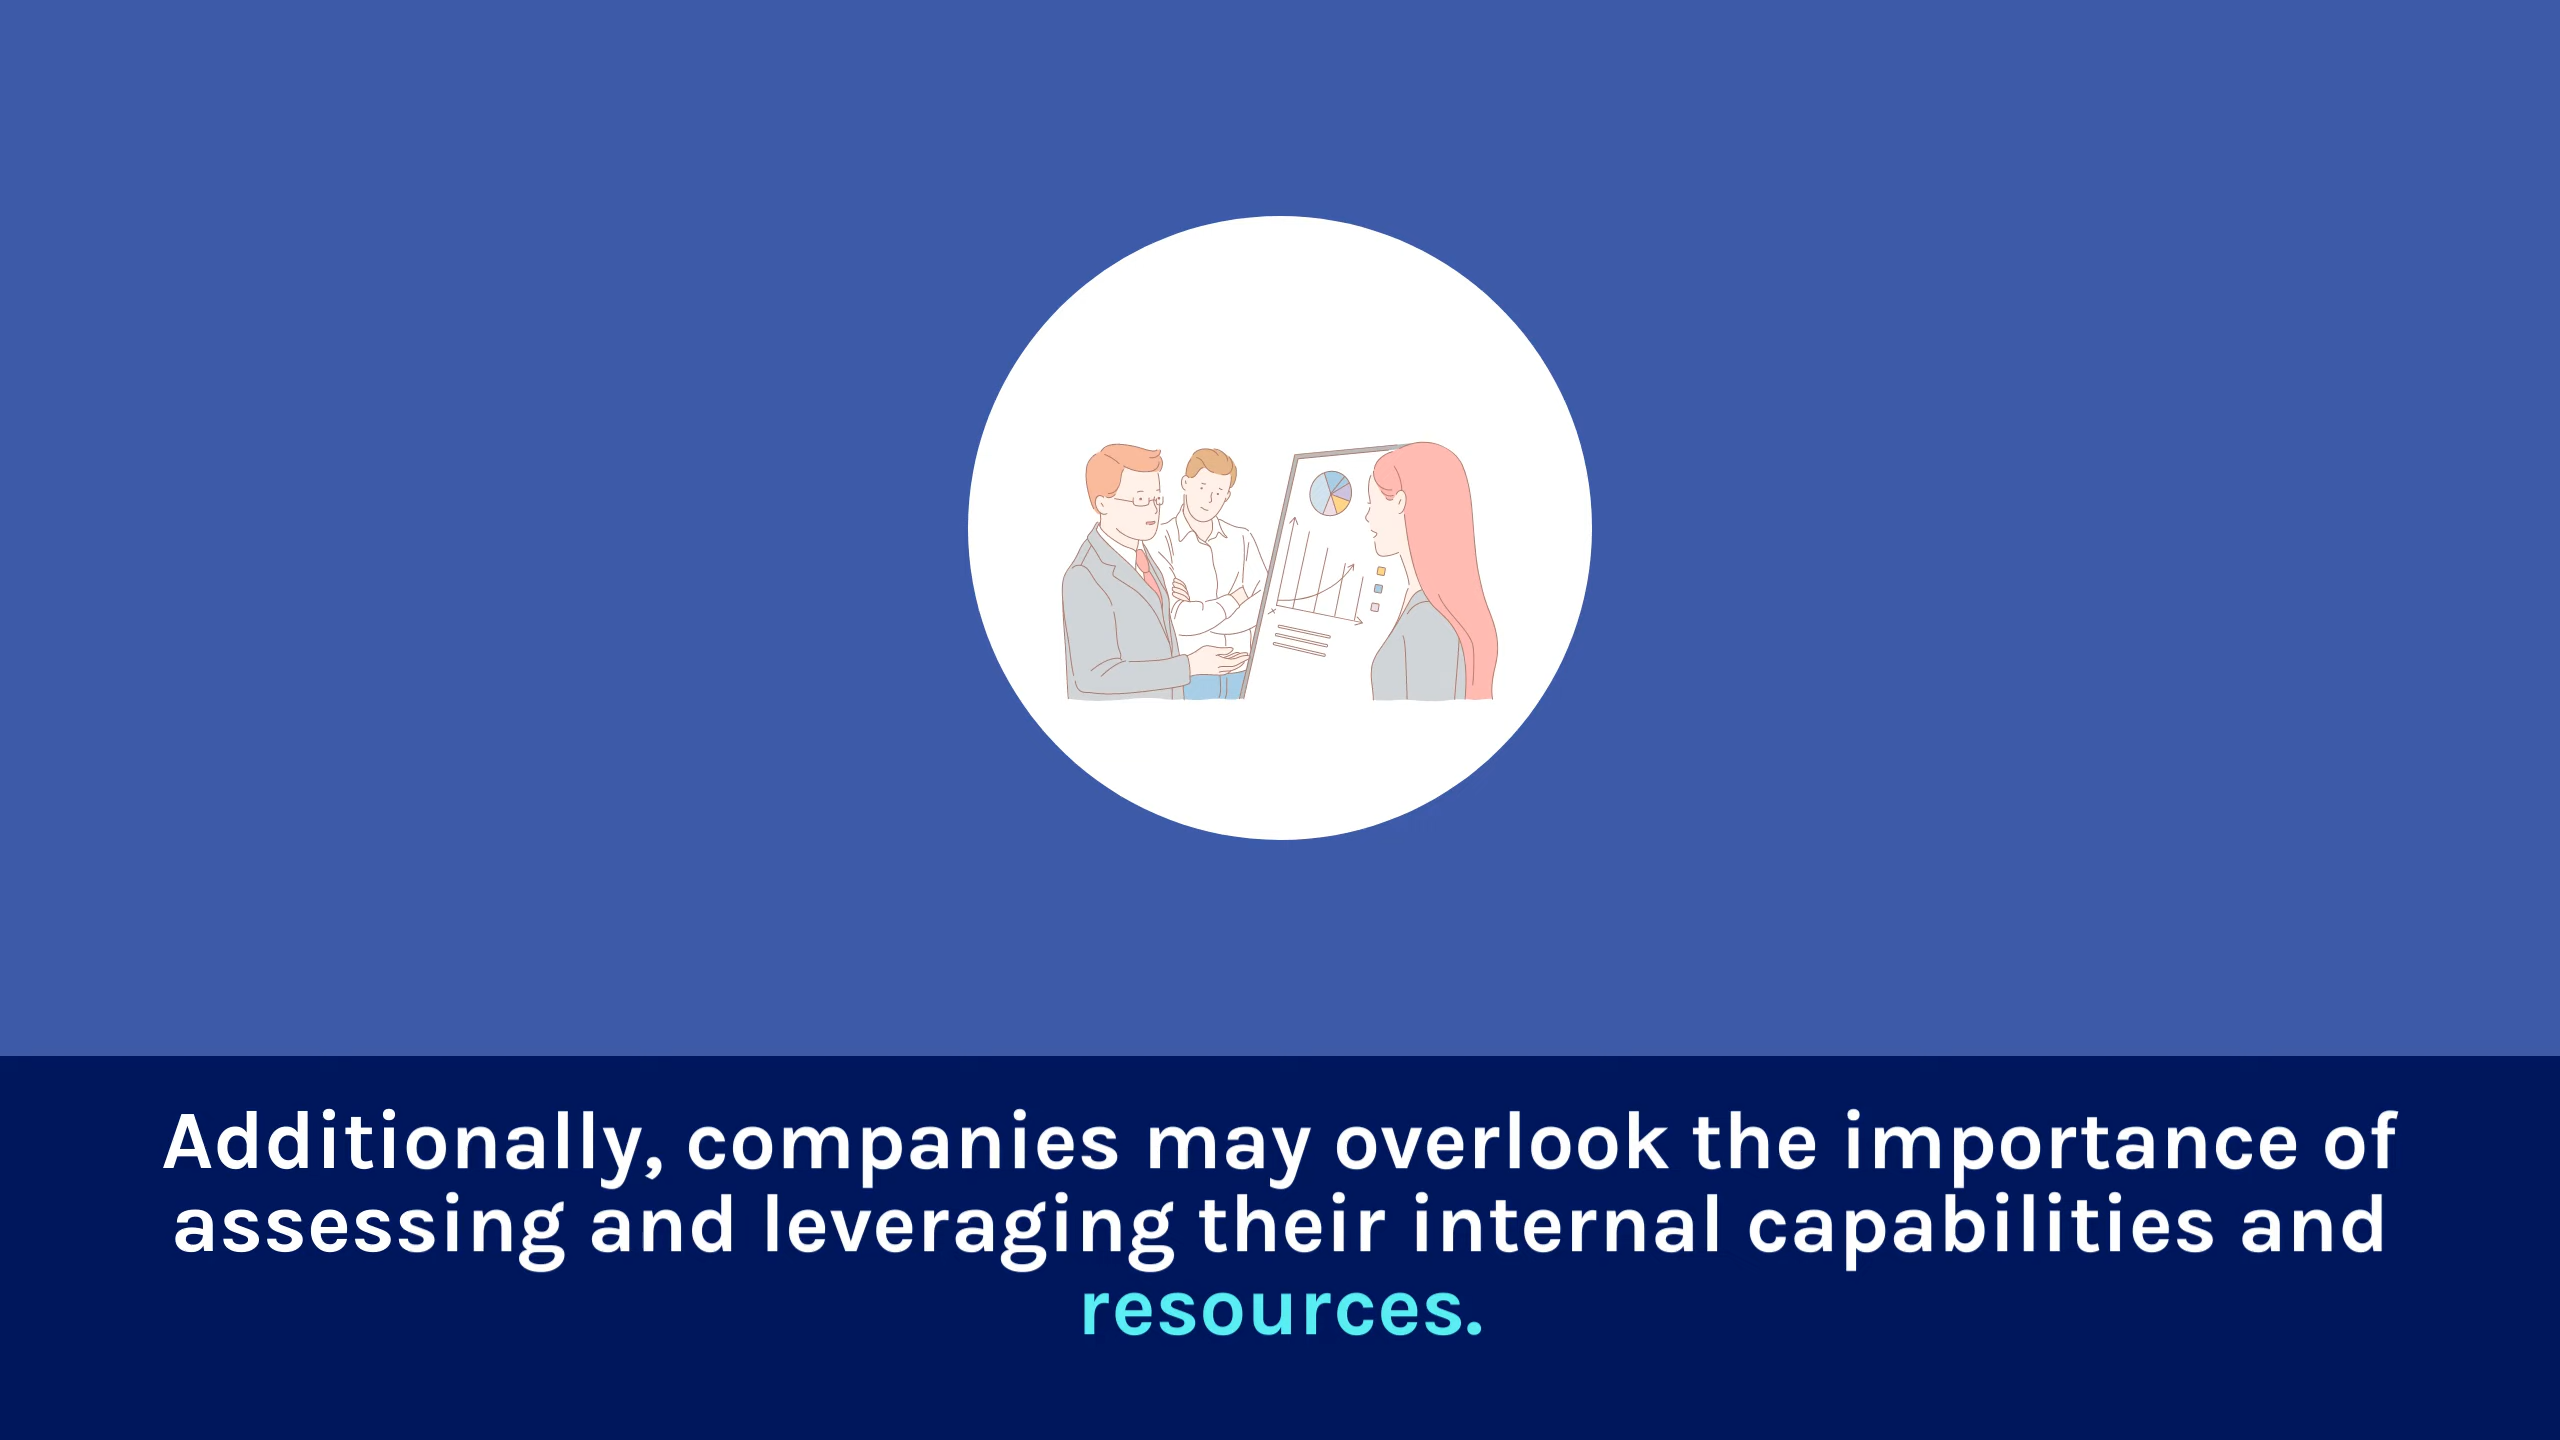 Additionally, companies may overlook the importance of
assessing and leveraging their internal capabilities and
resources.